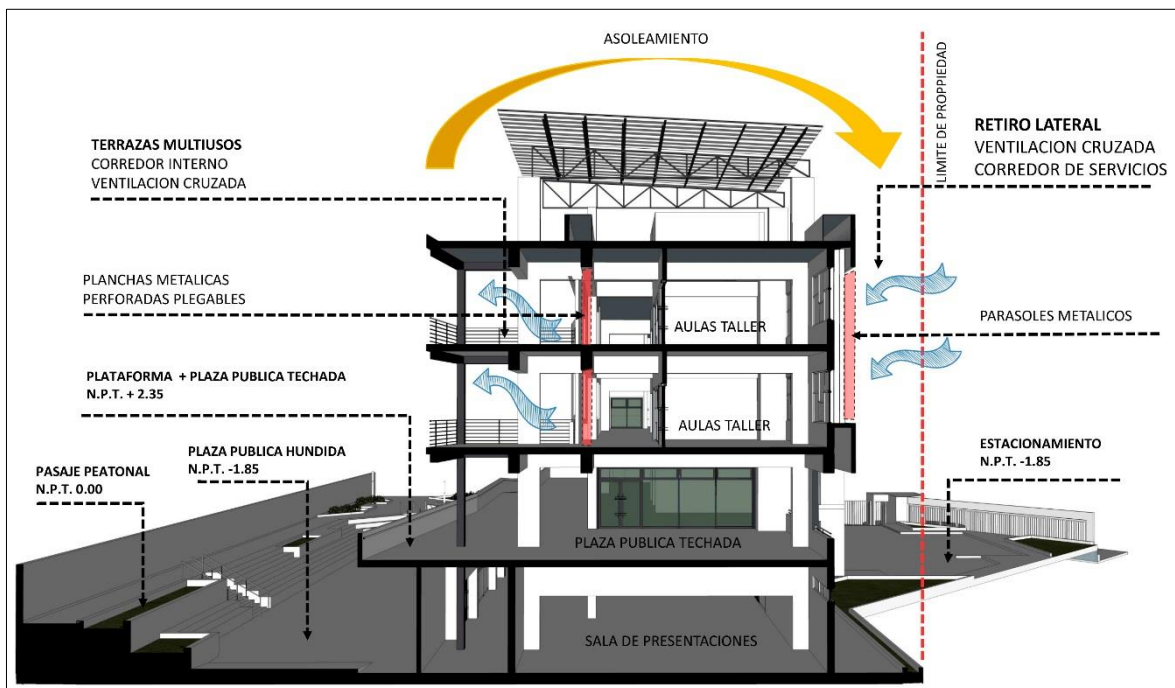 ASOLEAMIENTO
LIMITE DE PROPPIEDAD
TERRAZAS MULTIUSOS
CORREDOR INTERNO
VENTILACION CRUZADA
RETIRO LATERAL
VENTILACION CRUZADA
CORREDOR DE SERVICIOS
PLANCHAS METALICAS
PERFORADAS PLEGABLES
AULAS TALLER
PARASOLES METALICOS
PLATAFORMA + PLAZA PUBLICA TECHADA
N.P.T. + 2.35
AULAS TALLER
PLAZA PUBLICA HUNDIDA
N.P.T. -1.85
ESTACIONAMIENTO
N.P.T. -1.85
PASAJE PEATONAL
N.P.T. 0.00
PLAZA PUBLICA TECHADA
SALA DE PRESENTACIONES